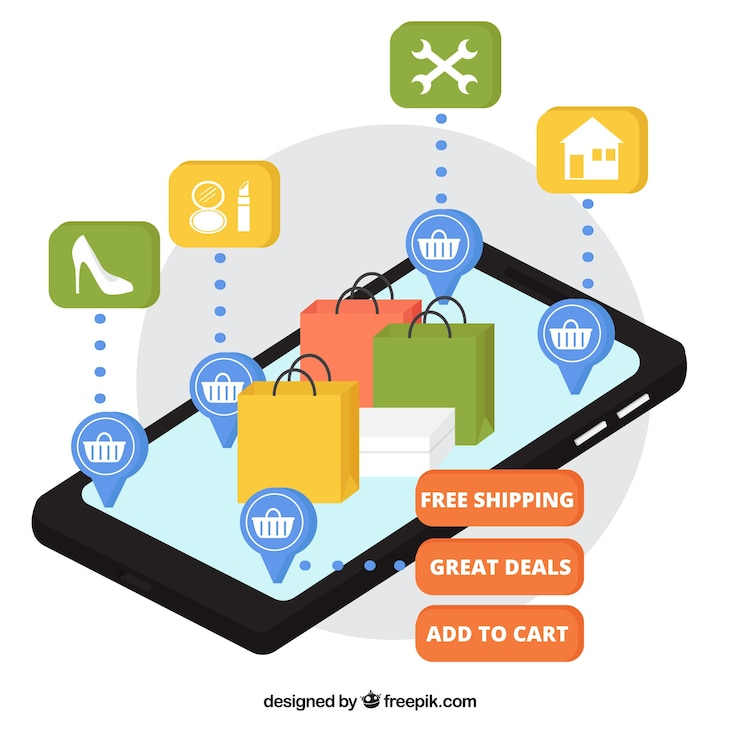 FREE SHIPPING
GREAT DEALS
ADD TO CART
designed by freepik.com